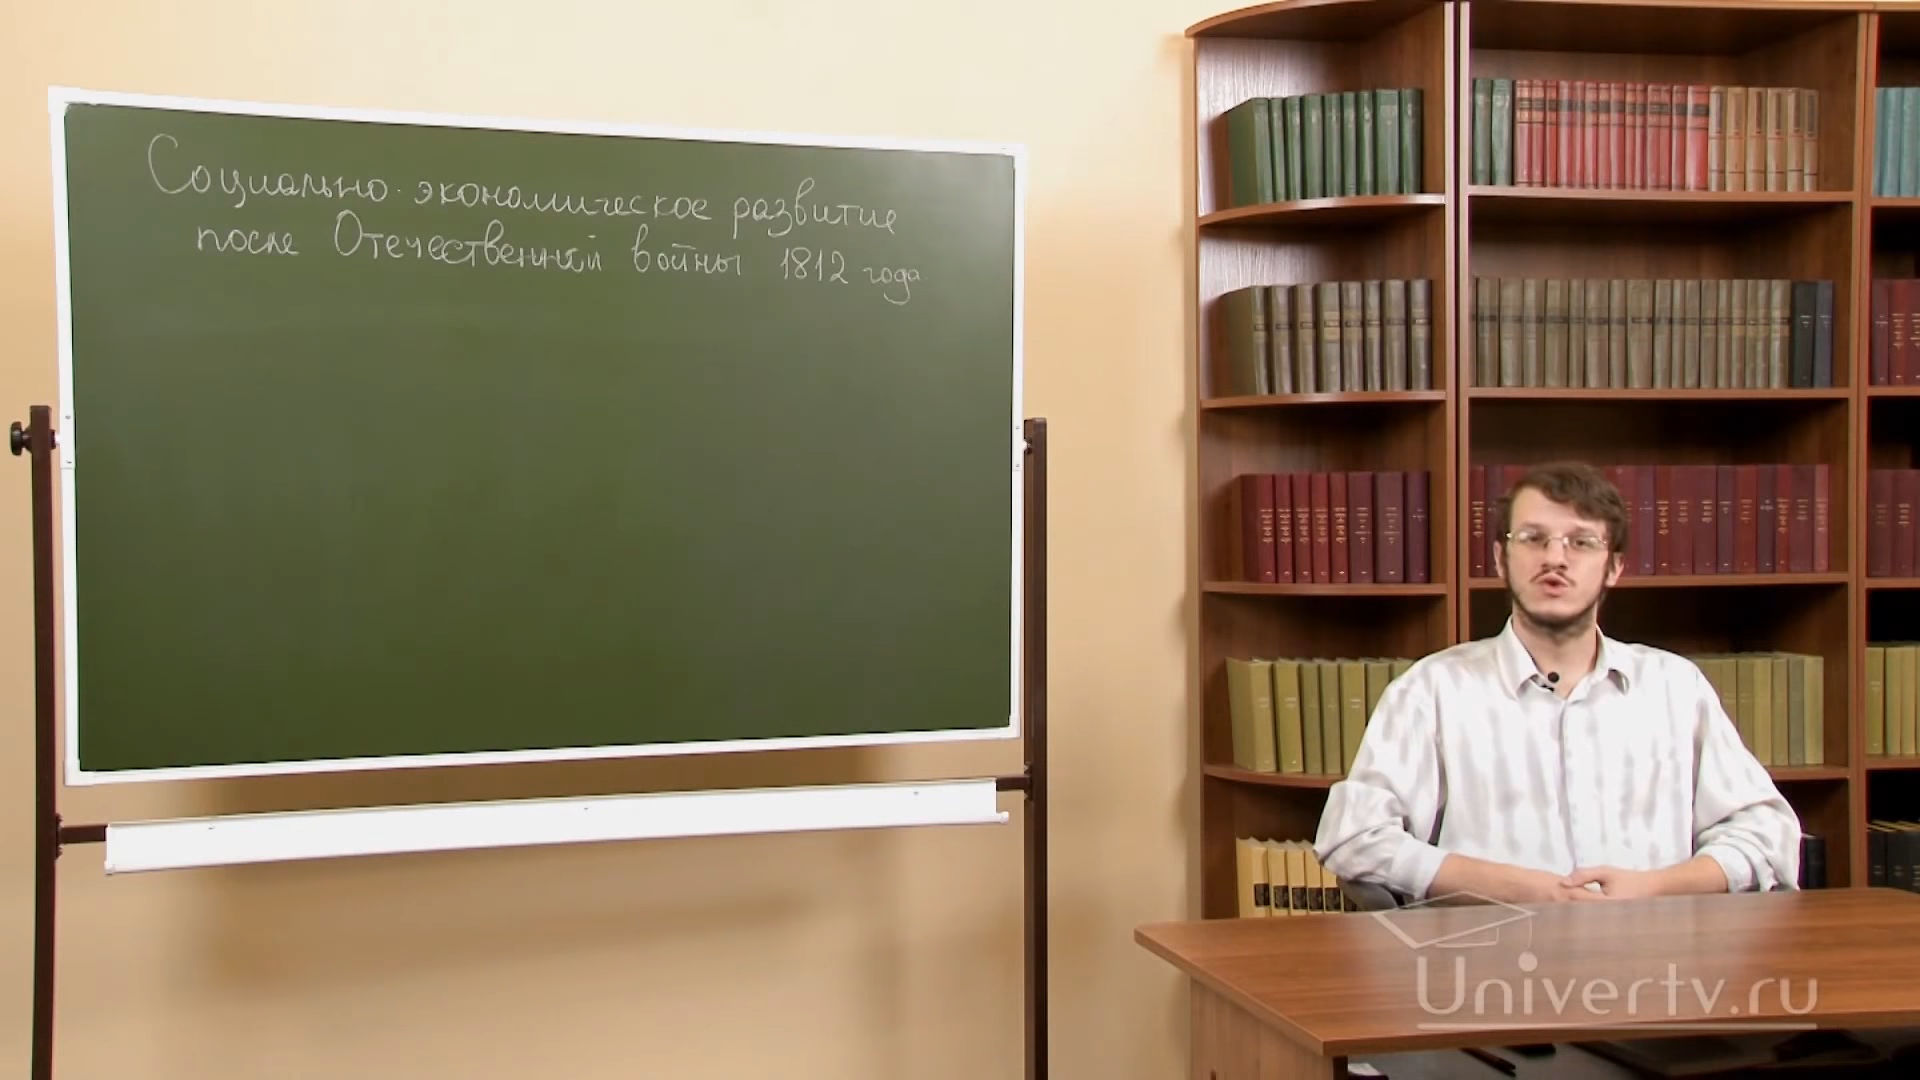 Социально-экономическое развитие
после Отечественной войны 1812 года
Univertv.ru